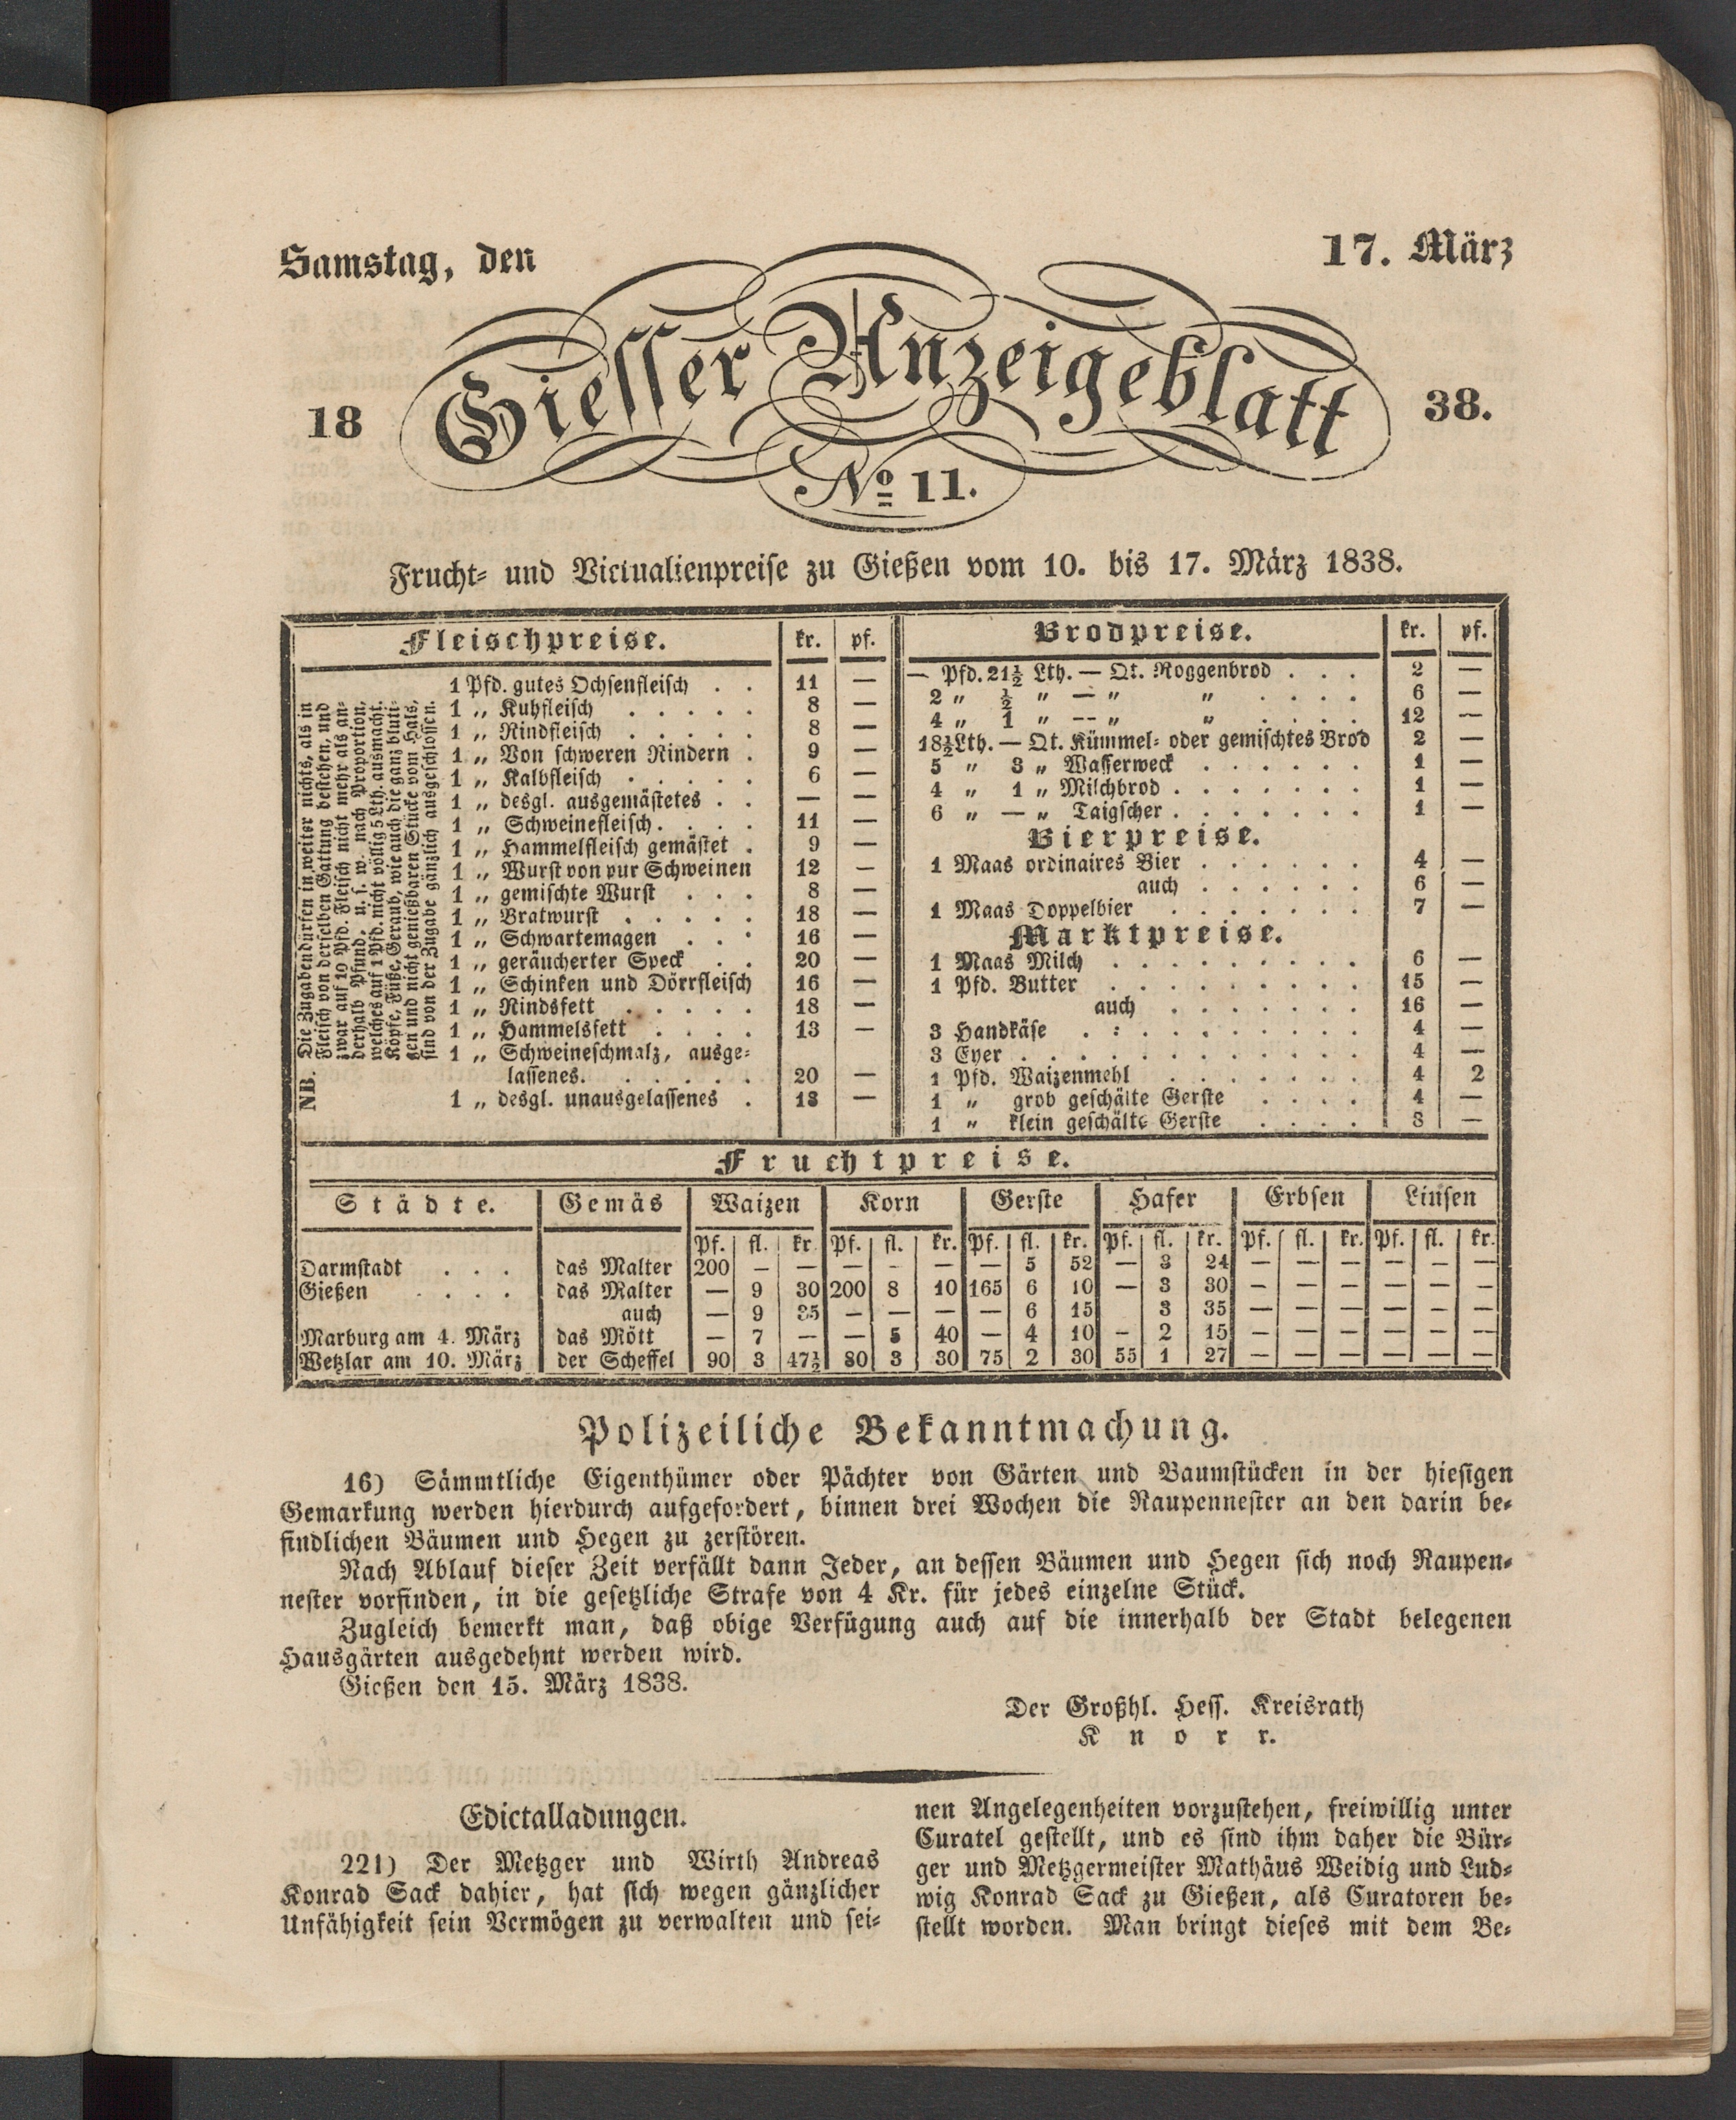 Samstag, den 17. März
18 Giesser Anzeigeblatt 38.
No 11.
Frucht- und Victualienpreise zu Gießen vom 10. bis 17. März 1838.
Fleischpreise. kr. pf.
NB. Die Zugaben dürfen in weiter nichts, als in
Fleisch von derselben Gattung bestehen, und
zwar auf 10 Pfd. Fleisch nicht mehr als an-
derhalb Pfund, u. s. w. nach Proportion,
welches auf 1 Pfd. nicht völlig 5 Lth. ausmacht.
Köpfe, Füße, Geraub, wie auch die ganz bluti-
gen und nicht genießbaren Stücke vom Hals,
sind von der Zugabe gänzlich ausgeschlossen.
1 Pfd. gutes Ochsenfleisch . . 11 —
1 „ Kuhfleisch . . . . . 8 —
1 „ Rindfleisch . . . . . 8 —
1 „ Von schweren Rindern . 9 —
1 „ Kalbfleisch . . . . . 6 —
1 „ desgl. ausgemästetes . . — —
1 „ Schweinefleisch . . . . 11 —
1 „ Hammelfleisch gemästet . 9 —
1 „ Wurst von pur Schweinen 12 —
1 „ gemischte Wurst . . . 8 —
1 „ Bratwurst . . . . . 18 —
1 „ Schwartemagen . . . 16 —
1 „ geräucherter Speck . . 20 —
1 „ Schinken und Dörrfleisch 16 —
1 „ Rindsfett . . . . . 18 —
1 „ Hammelsfett . . . . 13 —
1 „ Schweineschmalz, ausge-
lassenes. . . . . . 20 —
1 „ desgl. unausgelassenes . 18 —
Brodpreise. kr. pf.
— Pfd. 21½ Lth. — Qt. Roggenbrod . . . 2 —
2 „ ½ „ — „ „ . . . . 6 —
4 „ 1 „ — „ „ . . . . 12 —
18½ Lth. — Qt. Kümmel- oder gemischtes Brod 2 —
5 „ 3 „ Wasserweck . . . . . . 1 —
4 „ 1 „ Milchbrod . . . . . . . 1 —
6 „ — „ Taigscher . . . . . . . 1 —
Bierpreise.
1 Maas ordinaires Bier . . . . . . 4 —
auch . . . . . . 6 —
1 Maas Doppelbier . . . . . . . 7 —
Marktpreise.
1 Maas Milch . . . . . . . . . 6 —
1 Pfd. Butter . . . . . . . . . 15 —
auch . . . . . . . 16 —
3 Handkäse . : . . . . . . . . 4 —
3 Eyer . . . . . . . . . . . 4 —
1 Pfd. Waizenmehl . . . . . . . 4 2
1 „ grob geschälte Gerste . . . . 4 —
1 „ klein geschälte Gerste . . . . 8 —
Fruchtpreise.
Städte. Gemäs Waizen Korn Gerste Hafer Erbsen Linsen
Pf. fl. kr. Pf. fl. kr. Pf. fl. kr. Pf. fl. kr. Pf. fl. kr. Pf. fl. kr.
Darmstadt . . . das Malter 200 — — — — — — 5 52 — 3 24 — — — — — —
Gießen . . . . das Malter — 9 30 200 8 10 165 6 10 — 3 30 — — — — — —
auch — 9 35 — — — — 6 15 3 35 — — — — — —
Marburg am 4. März das Mött — 7 — — 5 40 — 4 10 — 2 15 — — — — — —
Wetzlar am 10. März der Scheffel 90 3 47½ 80 3 30 75 2 30 55 1 27 — — — — — —
Polizeiliche Bekanntmachung.
16) Sämmtliche Eigenthümer oder Pächter von Gärten und Baumstücken in der hiesigen
Gemarkung werden hierdurch aufgefordert, binnen drei Wochen die Raupennester an den darin be-
findlichen Bäumen und Hegen zu zerstören.
Nach Ablauf dieser Zeit verfällt dann Jeder, an dessen Bäumen und Hegen sich noch Raupen-
nester vorfinden, in die gesetzliche Strafe von 4 Kr. für jedes einzelne Stück.
Zugleich bemerkt man, daß obige Verfügung auch auf die innerhalb der Stadt belegenen
Hausgärten ausgedehnt werden wird.
Gießen den 15. März 1838.
Der Großhl. Hess. Kreisrath
Knorr.
Edictalladungen.
221) Der Metzger und Wirth Andreas
Konrad Sack dahier, hat sich wegen gänzlicher
Unfähigkeit sein Vermögen zu verwalten und sei-
nen Angelegenheiten vorzustehen, freiwillig unter
Curatel gestellt, und es sind ihm daher die Bür-
ger und Metzgermeister Mathäus Weidig und Lud-
wig Konrad Sack zu Gießen, als Curatoren be-
stellt worden. Man bringt dieses mit dem Be-